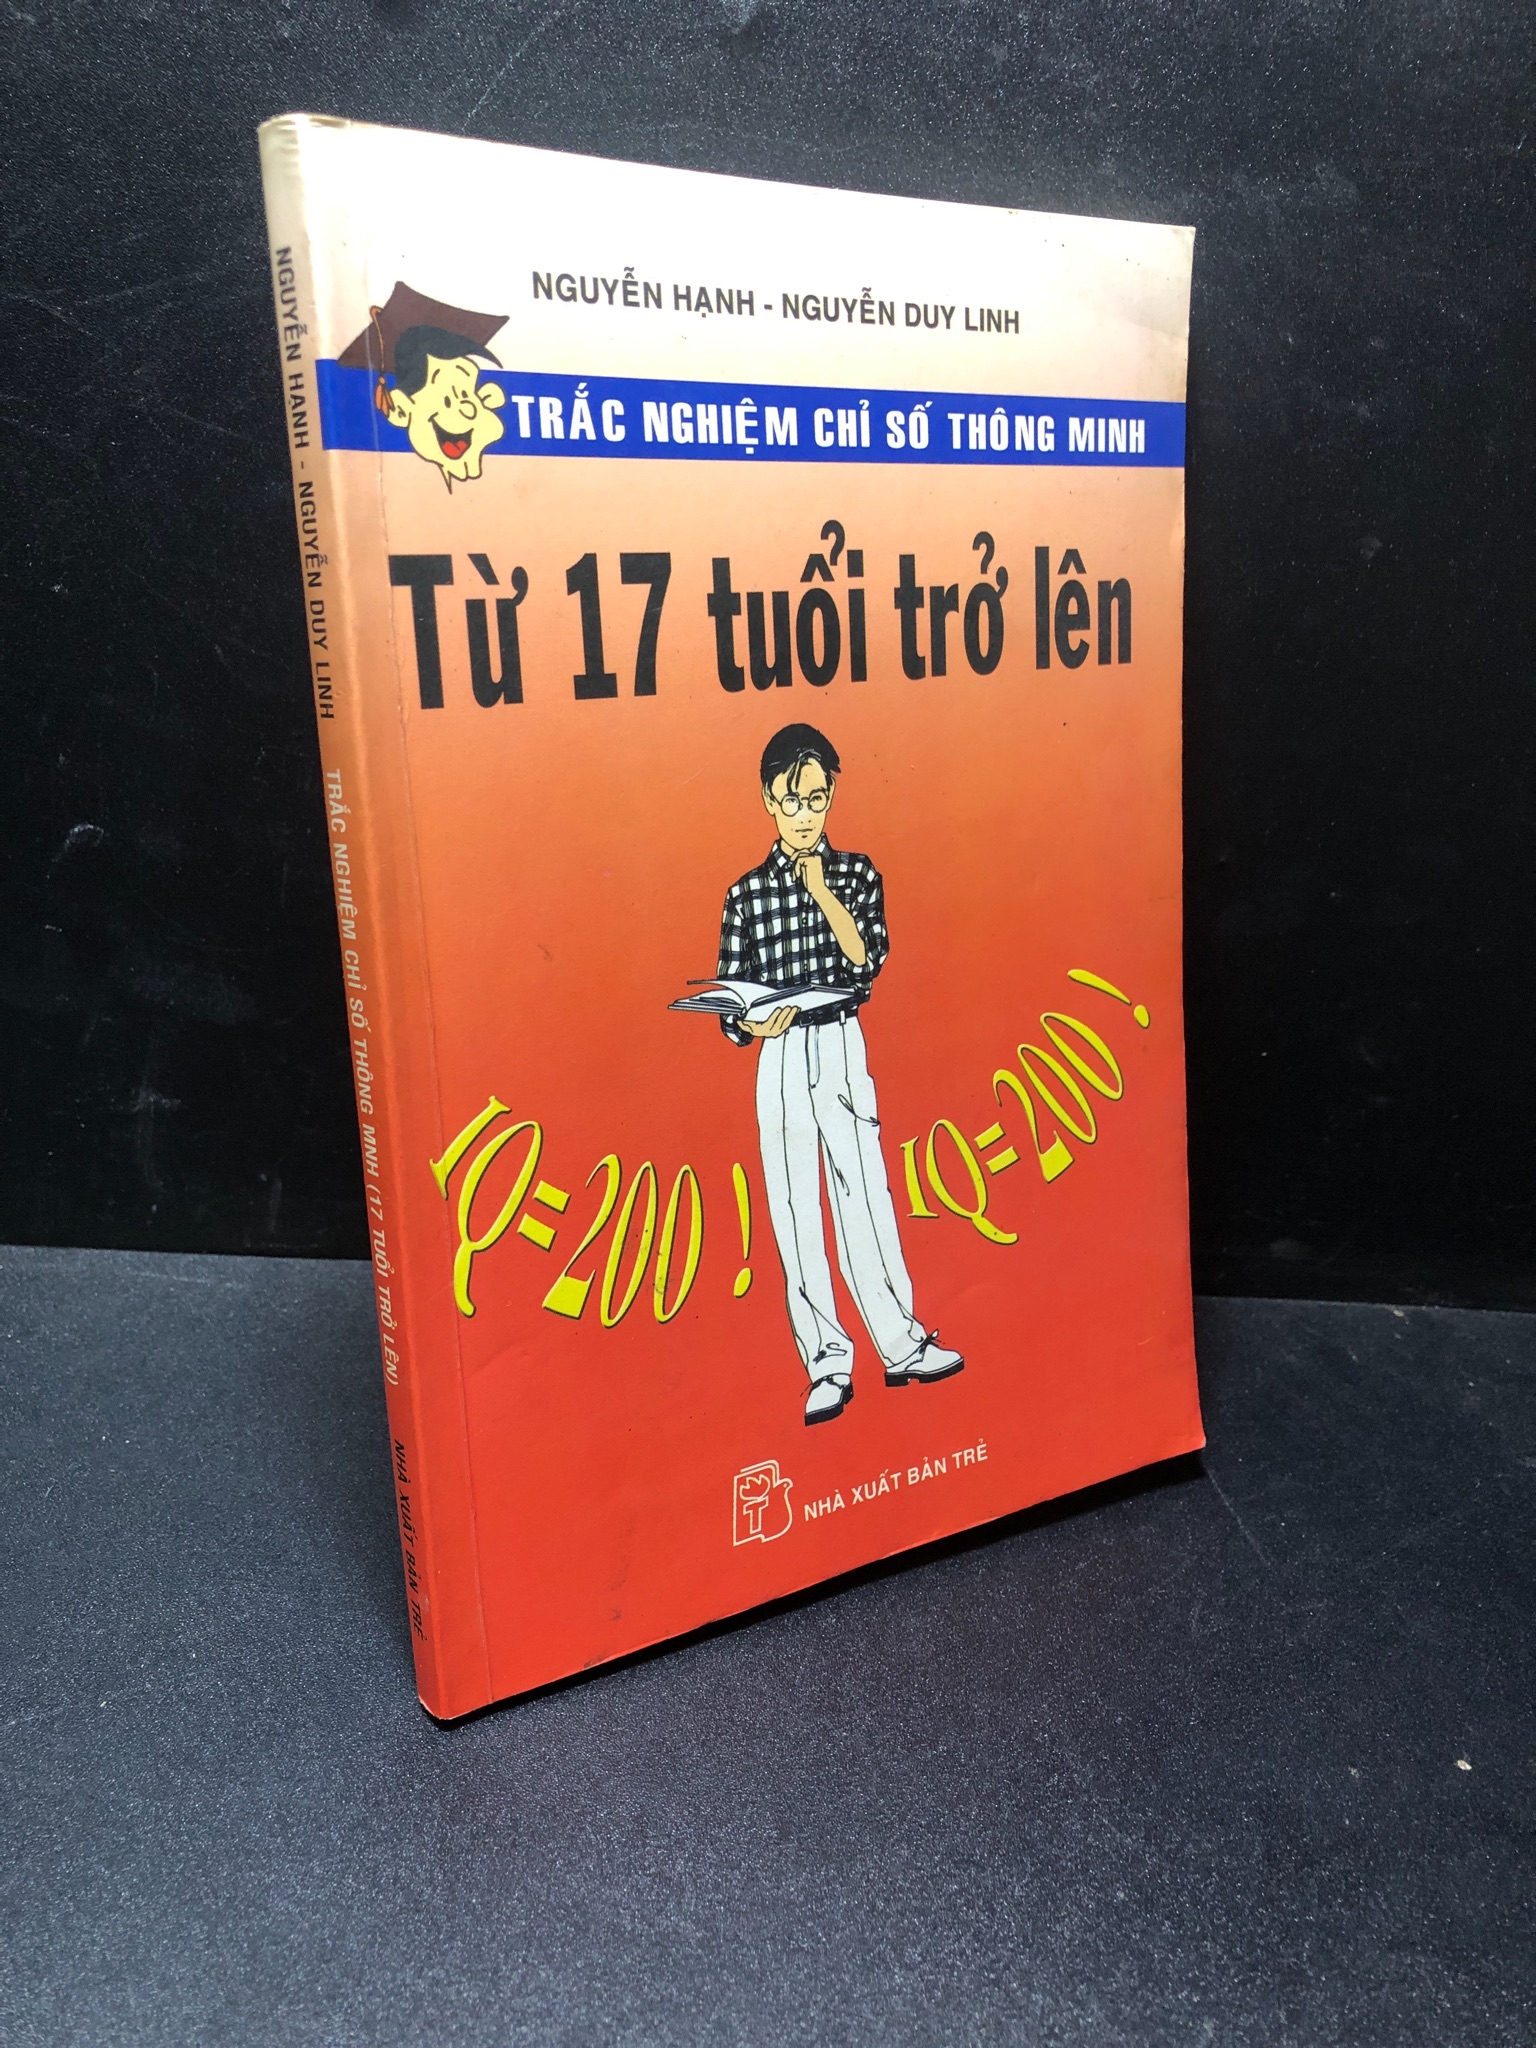 NGUYỄN HẠNH - NGUYỄN DUY LINH
TRẮC NGHIỆM CHỈ SỐ THÔNG MINH
Từ 17 tuổi trở lên
IQ=200 !
IQ=200 !
T
NHÀ XUẤT BẢN TRẺ
NGUYỄN HẠNH - NGUYỄN DUY LINH TRẮC NGHIỆM CHỈ SỐ THÔNG MNH (17 TUỔI TRỞ LÊN) NHÀ XUẤT BẢN TRẺ